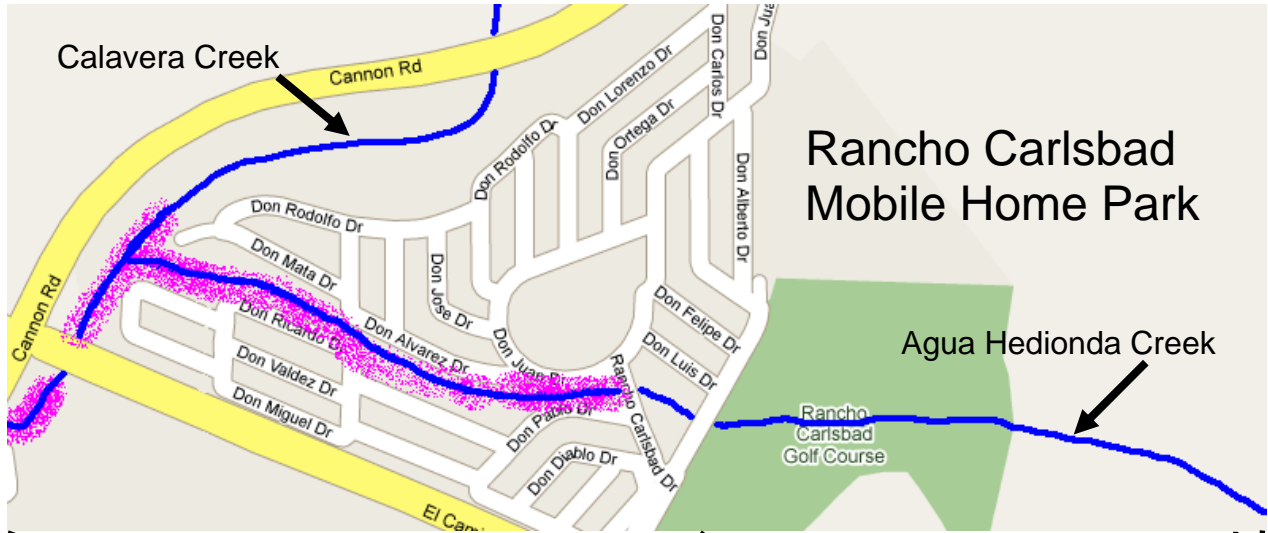 Calavera Creek
Cannon Rd
Don Lorenzo Dr
Don Carlos Dr
Don
Don Ortega Dr
Don Rodolfo Dr
Rancho Carlsbad
Mobile Home Park
Don Alberto Dr
Don Rodolfo Dr
Don Mata Dr
Don Jose Dr
Cannon Rd
Don Ricardo D
Don Alvarez Dr
Don Juan Dr
Don Felipe Dr
Don Luis Dr
Agua Hedionda Creek
Don Valdez Dr
Don Miguel Dr
Rancho Carlsbad Dr
Don Pablo Dr
Don Diablo Dr
Rancho
Carlsbad
Golf Course
El Cami